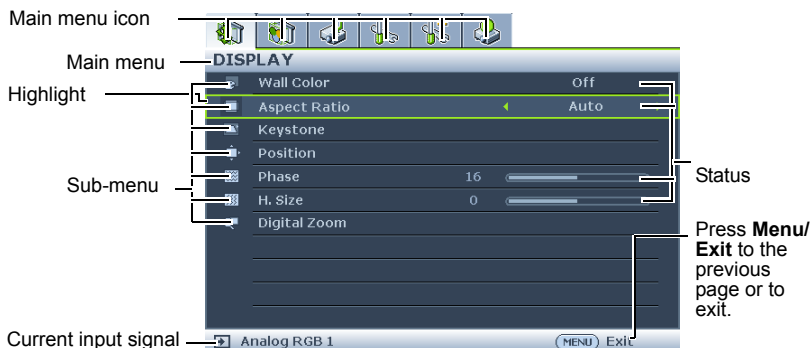 Main menu icon
Main menu
DISPLAY
Highlight
Wall Color Off
Aspect Ratio Auto
Keystone
Position
Sub-menu
Phase 16
Status
H. Size 0
Digital Zoom
Press Menu/
Exit to the
previous
page or to
exit.
Current input signal
Analog RGB 1
MENU Exit